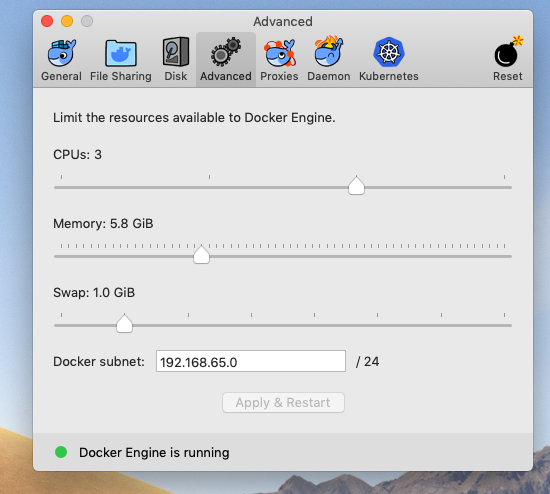 Advanced
General File Sharing Disk Advanced Proxies Daemon Kubernetes Reset
Limit the resources available to Docker Engine.
CPUs: 3
Memory: 5.8 GiB
Swap: 1.0 GiB
Docker subnet: 192.168.65.0 / 24
Apply & Restart
Docker Engine is running